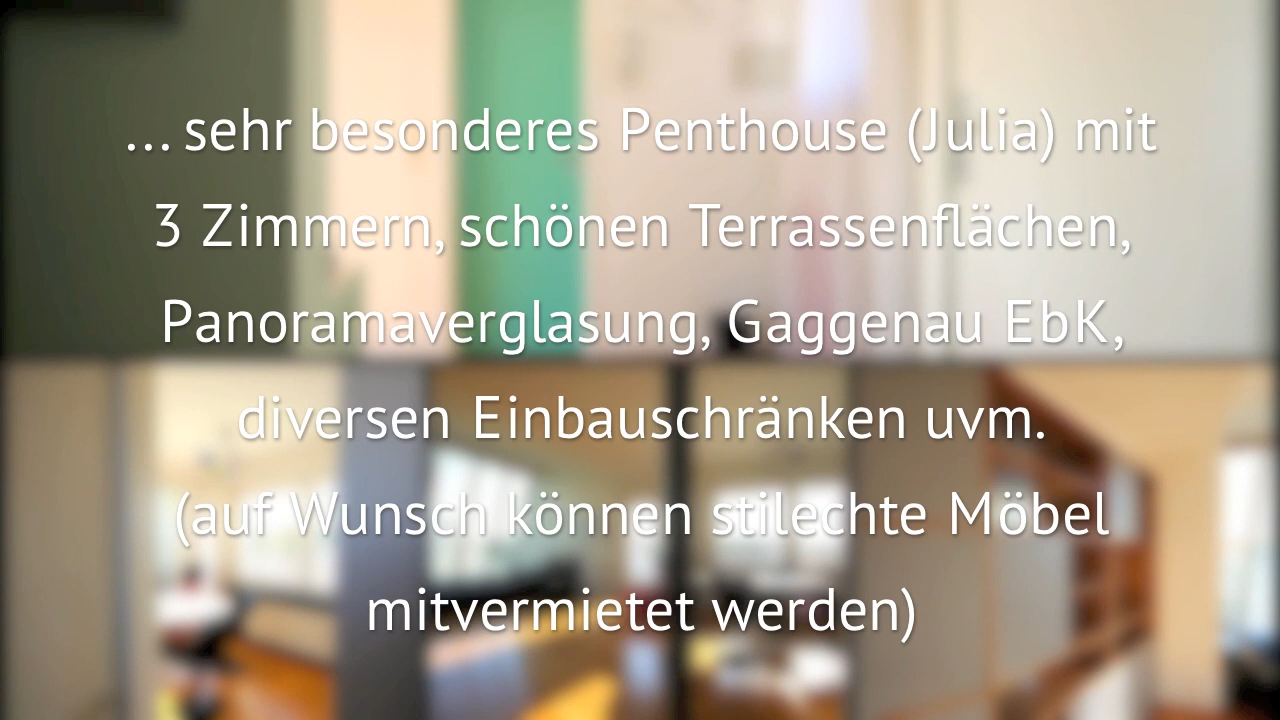 ... sehr besonderes Penthouse (Julia) mit
3 Zimmern, schönen Terrassenflächen,
Panoramaverglasung, Gaggenau EbK,
diversen Einbauschränken uvm.
(auf Wunsch können stilechte Möbel
mitvermietet werden)